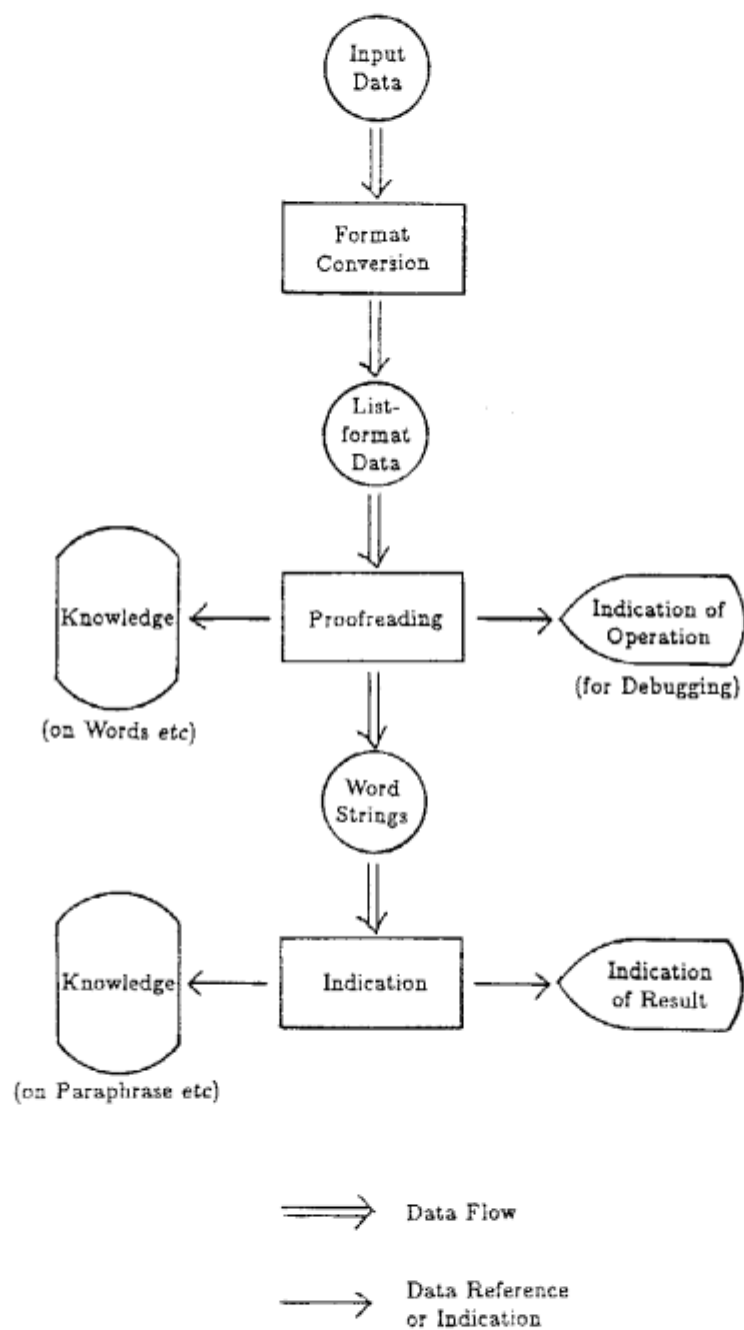 Input
Data
Format
Conversion
List-
format
Data
Knowledge
(on Words etc)
Proofreading
Indication of
Operation
(for Debugging)
Word
Strings
Knowledge
(on Paraphrase etc)
Indication
Indication
of Result
Data Flow
Data Reference
or Indication